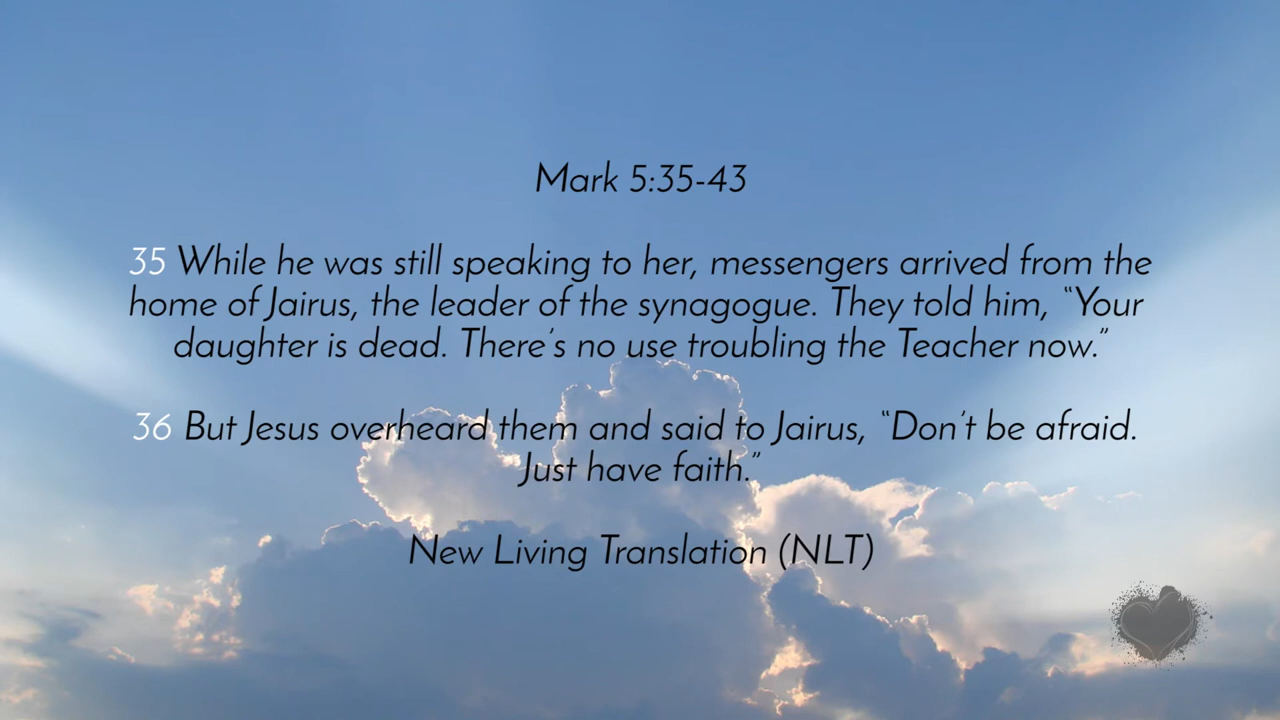 Mark 5:35-43
35 While he was still speaking to her, messengers arrived from the
home of Jairus, the leader of the synagogue. They told him, “Your
daughter is dead. There’s no use troubling the Teacher now.”
36 But Jesus overheard them and said to Jairus, “Don’t be afraid.
Just have faith.”
New Living Translation (NLT)